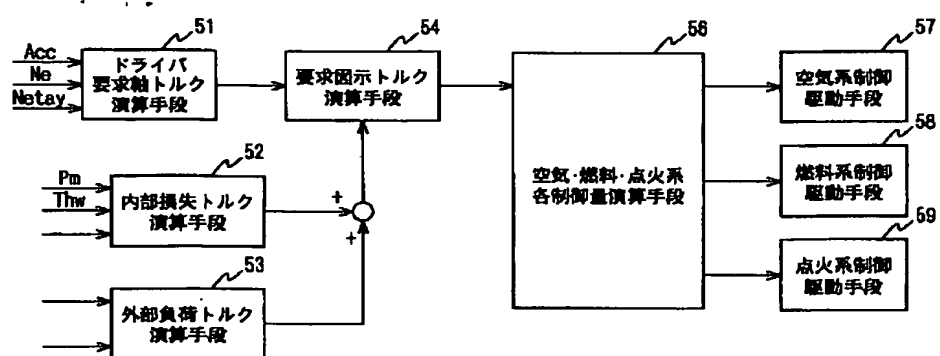 51
Acc
Ne
Netay
ドライバ
要求軸トルク
演算手段
54
要求図示トルク
演算手段
56
空気・燃料・点火系
各制御量演算手段
57
空気系制御
駆動手段
58
燃料系制御
駆動手段
59
点火系制御
駆動手段
52
Pm
Thw
内部損失トルク
演算手段
+
+
53
外部負荷トルク
演算手段